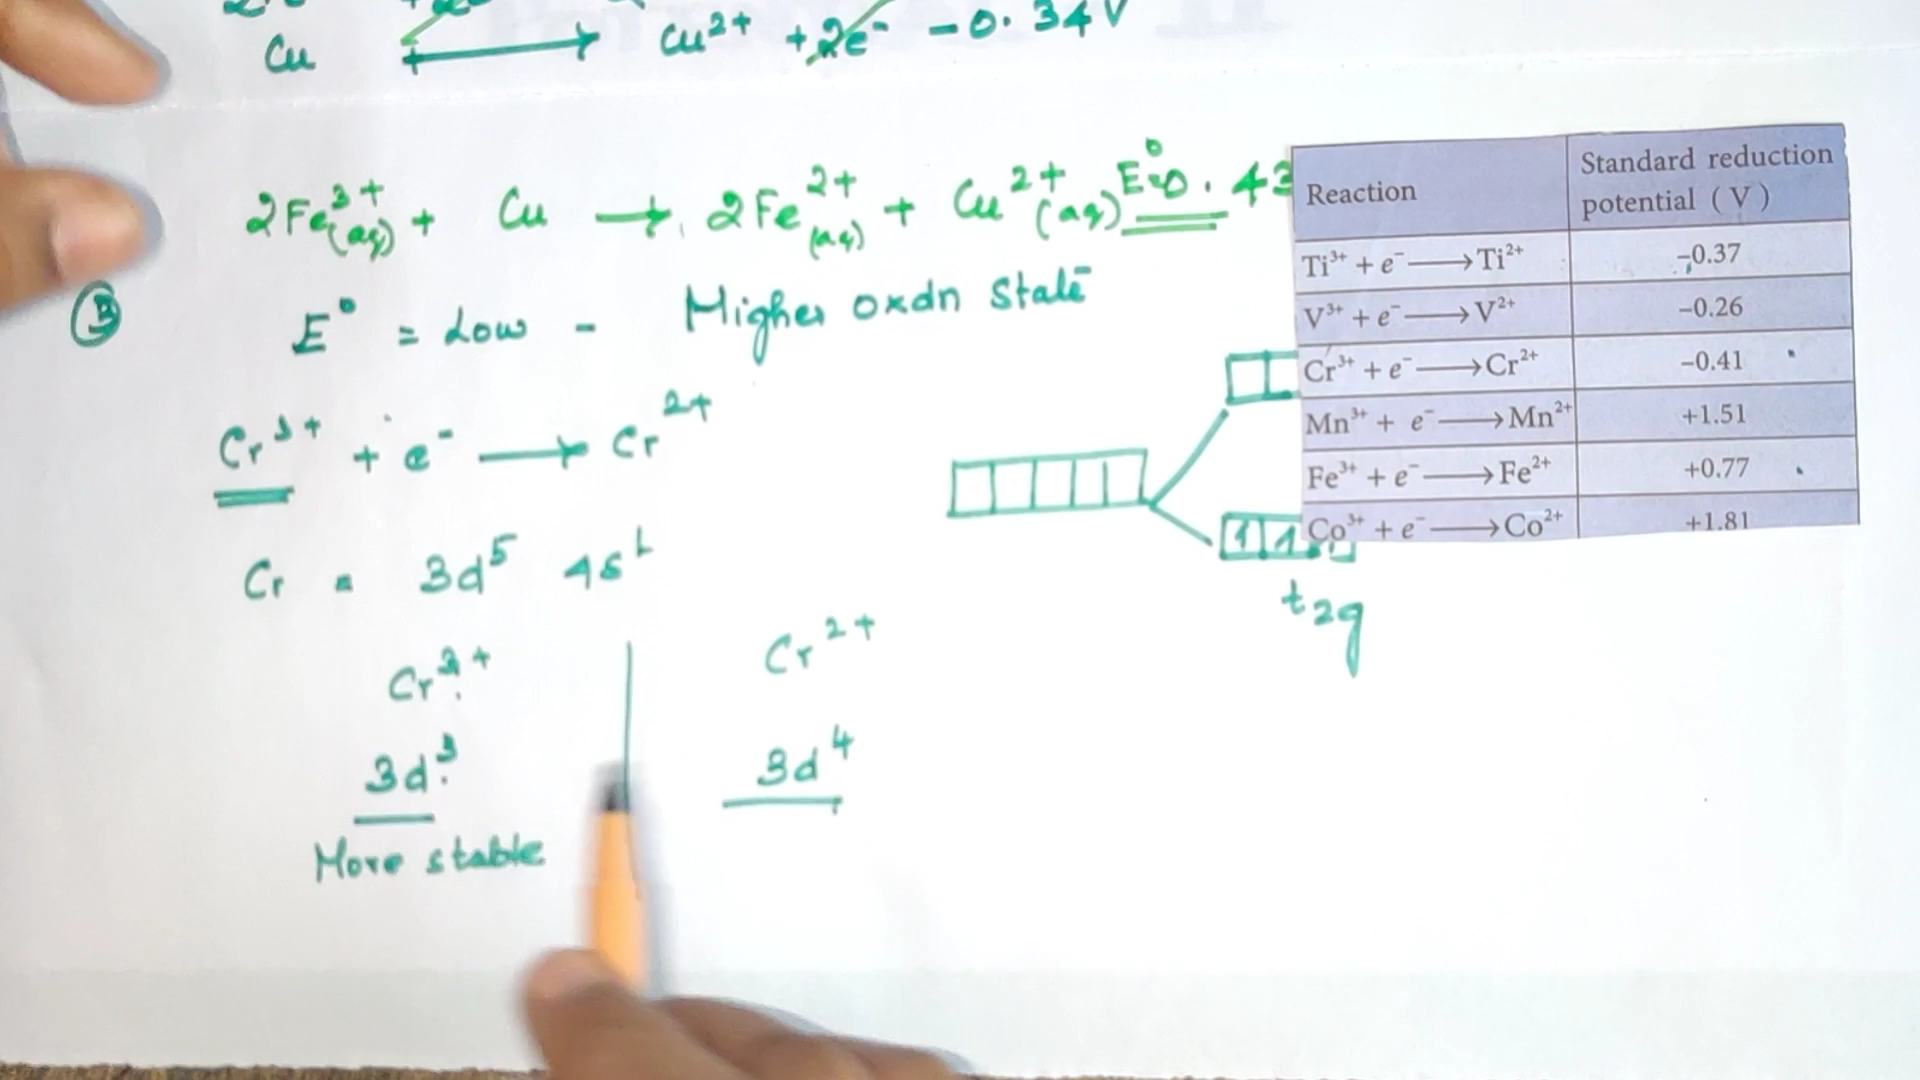 Cu ⟷ Cu²⁺ + 2e⁻ -0.34V
2Fe³⁺(aq) + Cu → 2Fe²⁺(aq) + Cu²⁺(aq) E°=0.43
③ E° = Low - Higher oxdn state
Cr³⁺ + e⁻ → Cr²⁺
Cr = 3d⁵ 4s¹
Cr³⁺ Cr²⁺
3d³ 3d⁴
More stable
1 1
t₂g
Reaction Standard reduction potential ( V )
Ti³⁺ + e⁻ ⟶ Ti²⁺ -0.37
V³⁺ + e⁻ ⟶ V²⁺ -0.26
Cr³⁺ + e⁻ ⟶ Cr²⁺ -0.41
Mn³⁺ + e⁻ ⟶ Mn²⁺ +1.51
Fe³⁺ + e⁻ ⟶ Fe²⁺ +0.77
Co³⁺ + e⁻ ⟶ Co²⁺ +1.81